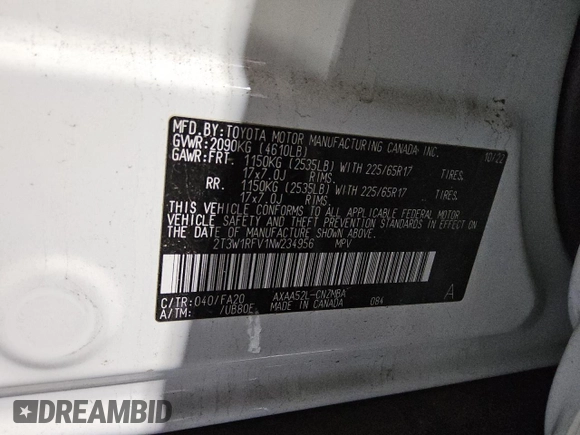 MFD.BY:TOYOTA MOTOR MANUFACTURING CANADA INC.
GVWR:2090KG (4610LB) 10/22
GAWR:FRT. 1150KG (2535LB) WITH 225/65R17 TIRES.
17x7.0J RIMS.
RR. 1150KG (2535LB) WITH 225/65R17 TIRES.
17x7.0J RIMS.
THIS VEHICLE CONFORMS TO ALL APPLICABLE FEDERAL MOTOR
VEHICLE SAFETY AND THEFT PREVENTION STANDARDS IN EFFECT ON
THE DATE OF MANUFACTURE SHOWN ABOVE.
2T3W1RFV1NW234956 MPV
C/TR:040/FA20 AXAA52L-CNZMBA 084 A
A/TM: /UB80E MADE IN CANADA
DREAMBID